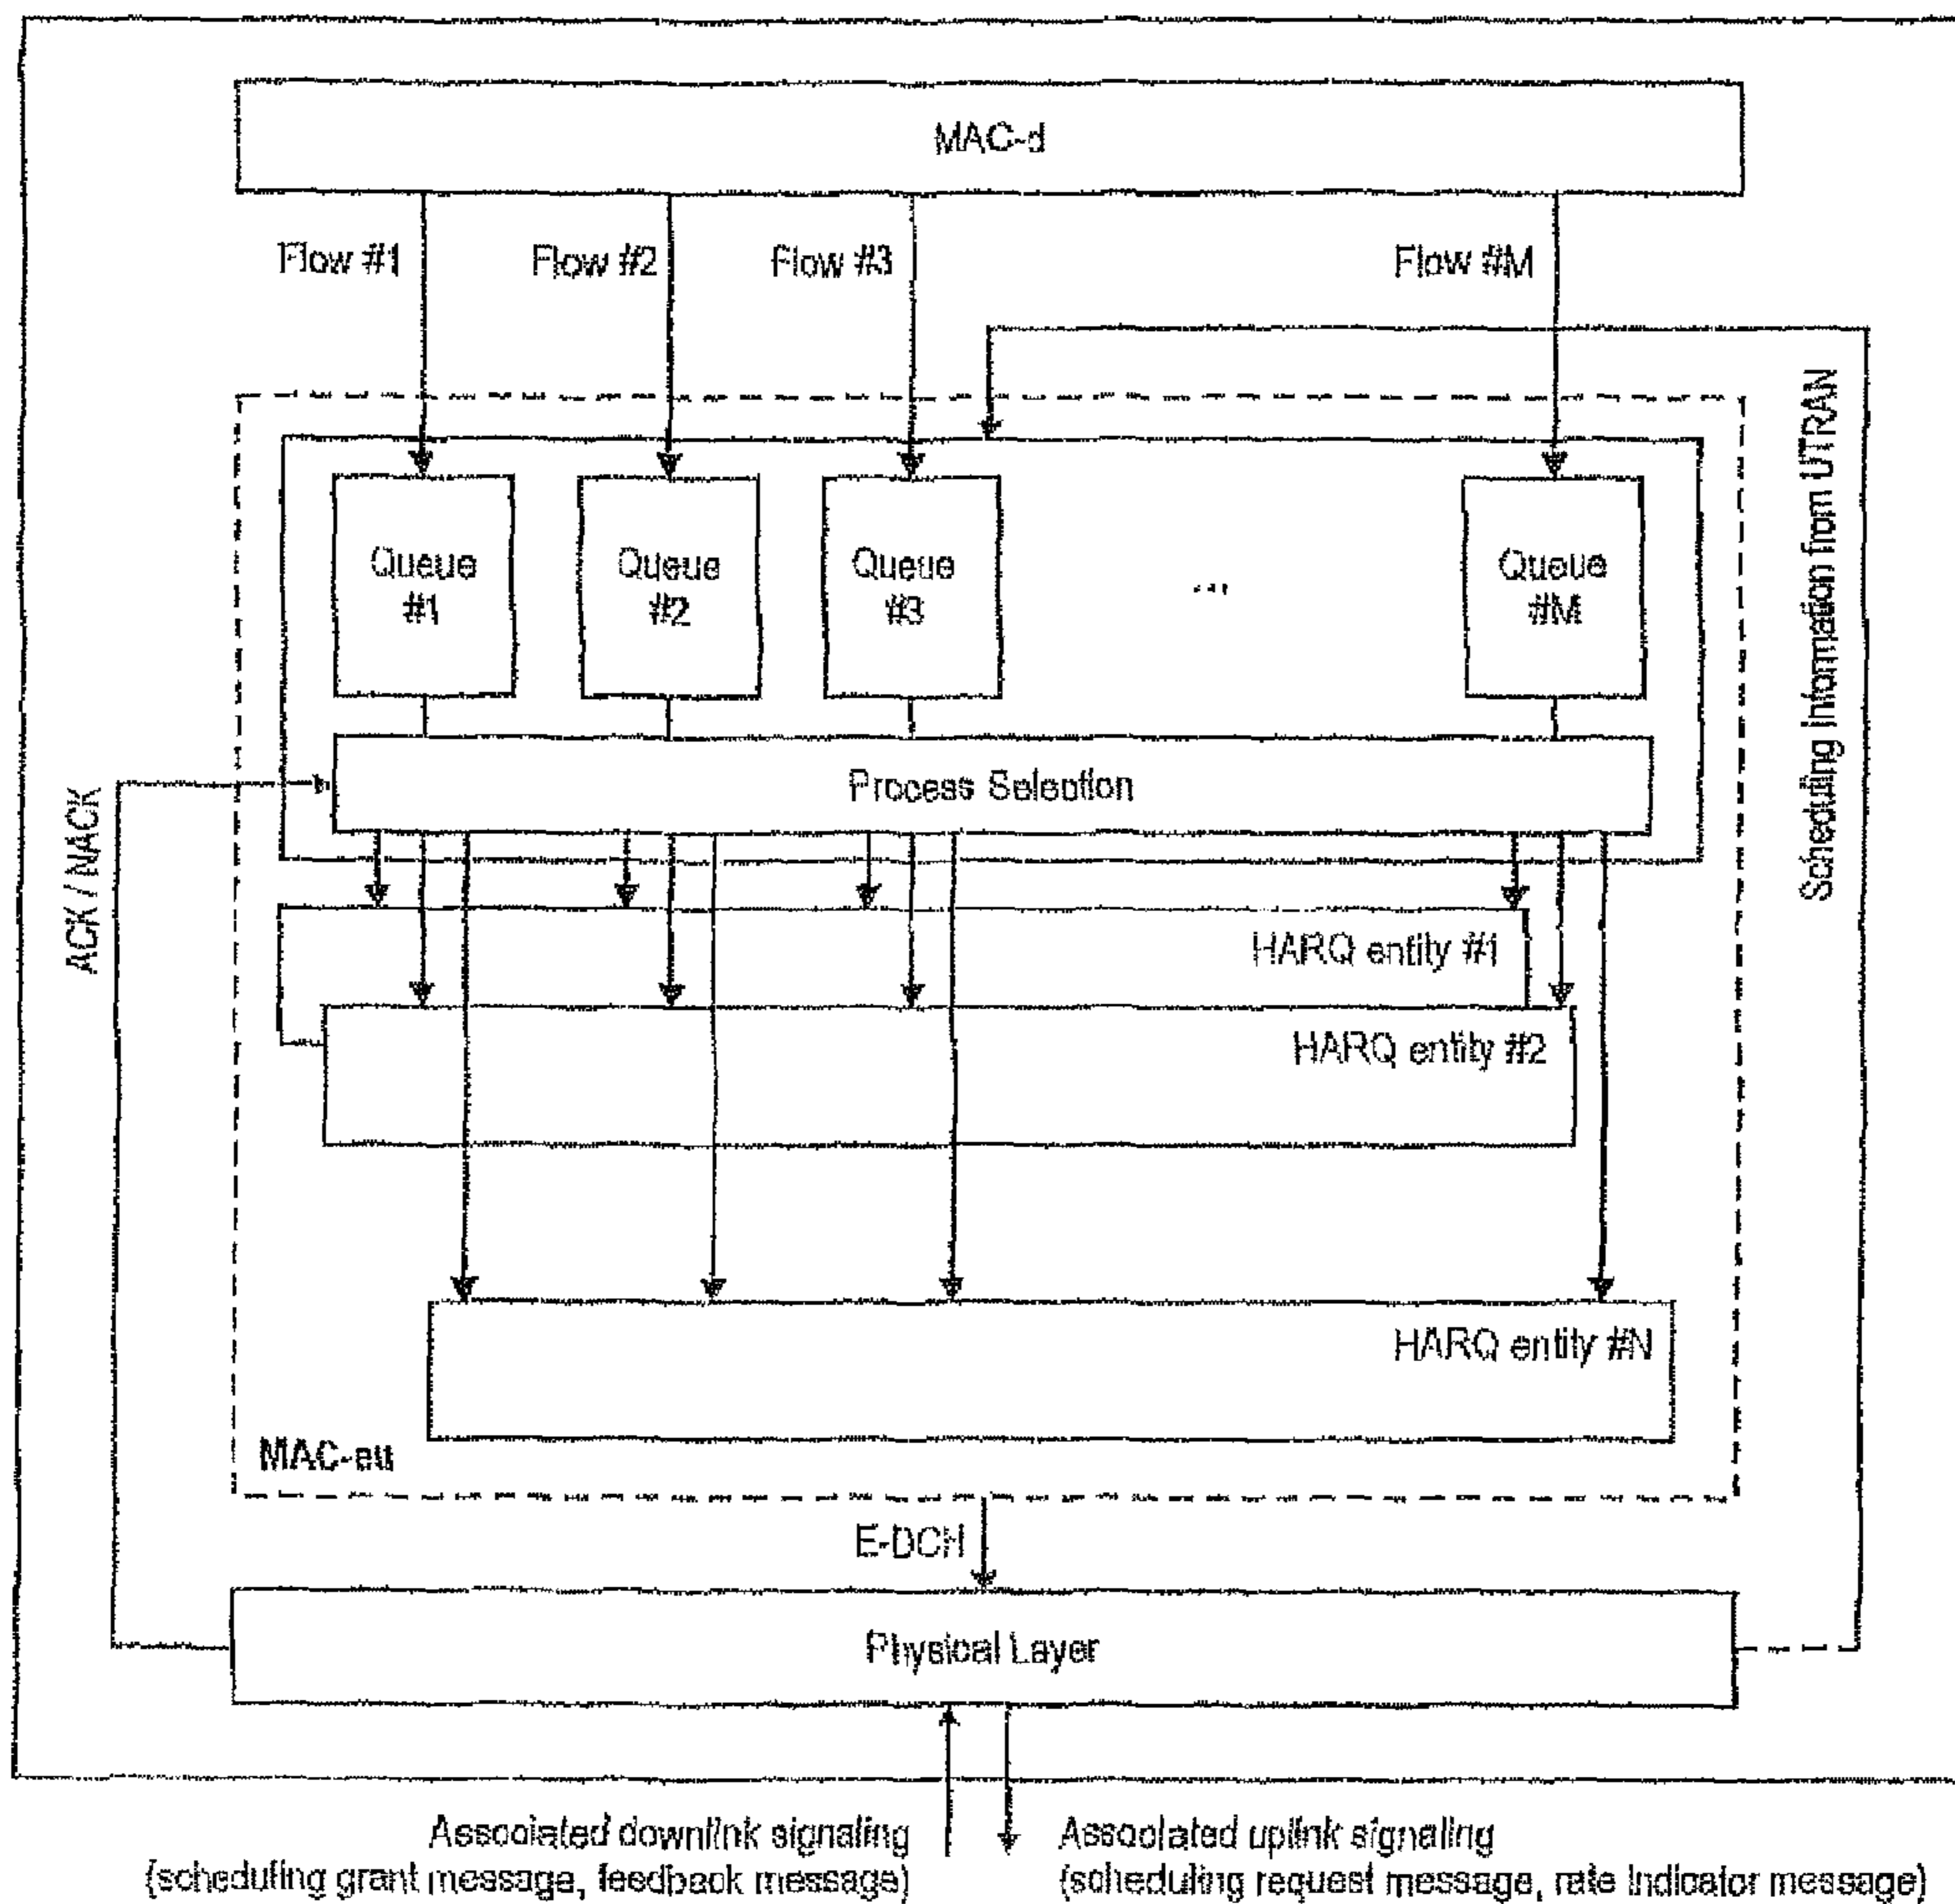 MAC-d
Flow #1
Flow #2
Flow #3
Flow #M
Scheduling Information from UTRAN
Queue
#1
Queue
#2
Queue
#3
...
Queue
#M
Process Selection
ACK / NACK
HARQ entity #1
HARQ entity #2
HARQ entity #N
MAC-eu
E-DCH
Physical Layer
Associated downlink signaling
(scheduling grant message, feedback message)
Associated uplink signaling
(scheduling request message, rate indicator message)